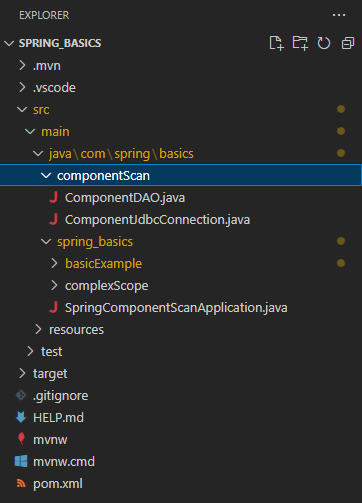 EXPLORER
SPRING_BASICS
.mvn
.vscode
src
main
java\com\spring\basics
componentScan
ComponentDAO.java
ComponentJdbcConnection.java
spring_basics
basicExample
complexScope
SpringComponentScanApplication.java
resources
test
target
.gitignore
HELP.md
mvnw
mvnw.cmd
pom.xml